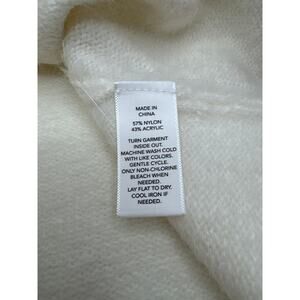 MADE IN
CHINA
57% NYLON
43% ACRYLIC
TURN GARMENT
INSIDE OUT.
MACHINE WASH COLD
WITH LIKE COLORS.
GENTLE CYCLE.
ONLY NON-CHLORINE
BLEACH WHEN
NEEDED.
LAY FLAT TO DRY.
COOL IRON IF
NEEDED.